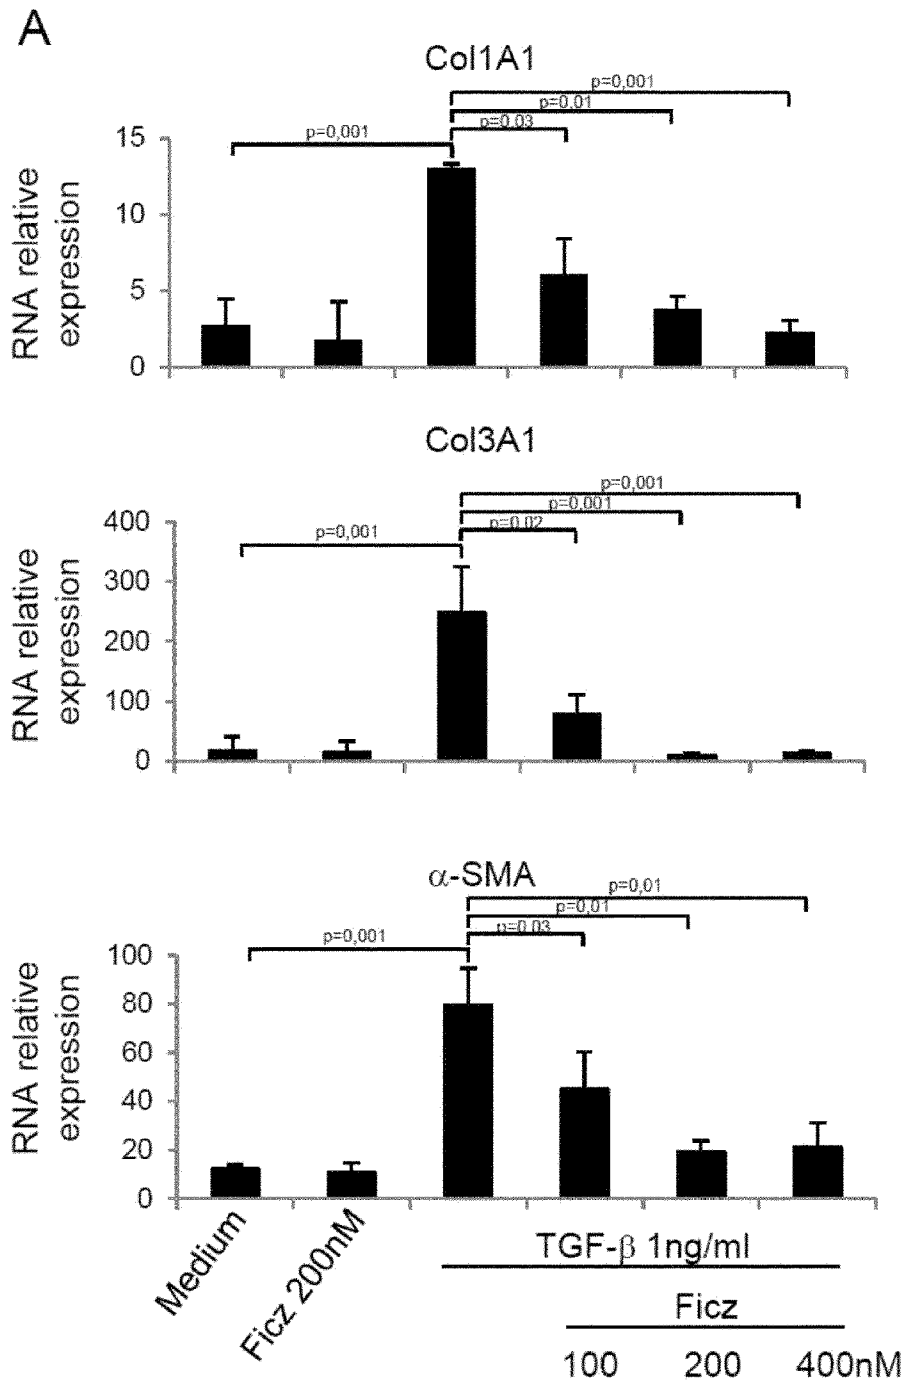 A
Col1A1
p=0,001
p=0,01
p=0,03
p=0,001
15
10
5
0
RNA relative
expression
Col3A1
p=0,001
p=0,001
p=0,02
p=0,001
400
300
200
100
0
RNA relative
expression
α-SMA
p=0,01
p=0,01
p=0,03
p=0,001
100
80
60
40
20
0
RNA relative
expression
Medium
Ficz 200nM
TGF-β 1ng/ml
Ficz
100 200 400nM